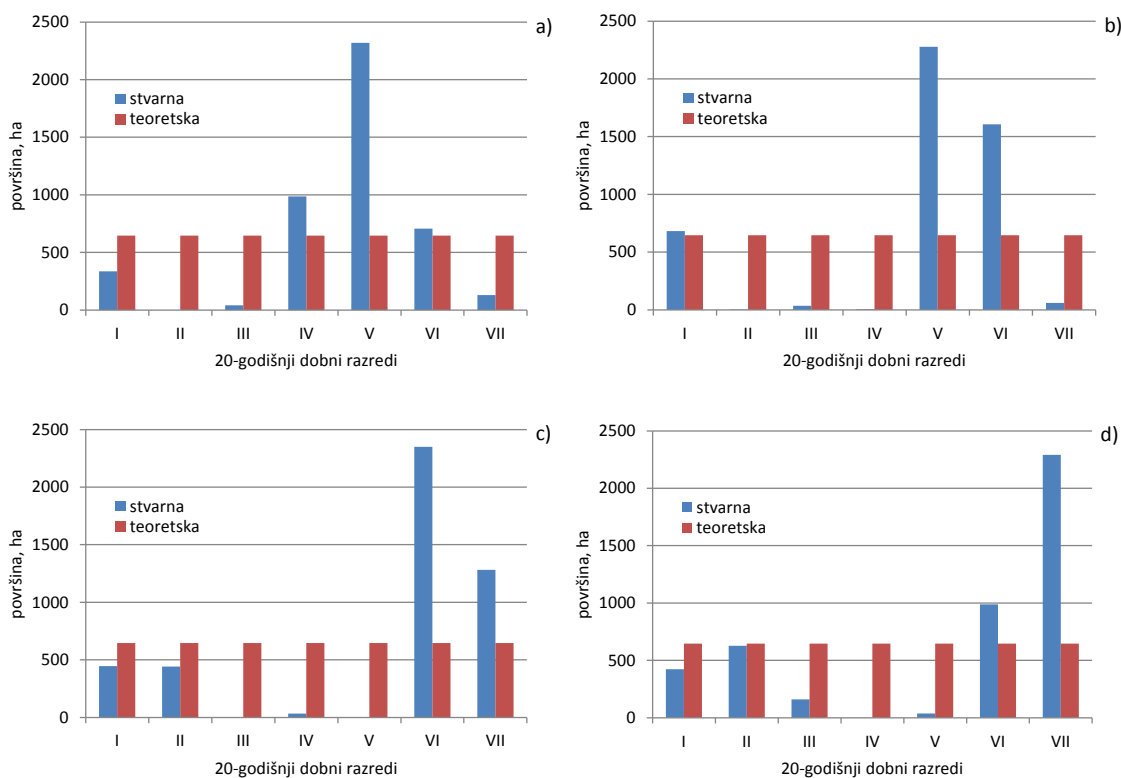 a)
2500
2000
1500
1000
500
0
površina, ha
stvarna
teoretska
I II III IV V VI VII
20-godišnji dobni razredi
b)
2500
2000
1500
1000
500
0
površina, ha
stvarna
teoretska
I II III IV V VI VII
20-godišnji dobni razredi
c)
2500
2000
1500
1000
500
0
površina, ha
stvarna
teoretska
I II III IV V VI VII
20-godišnji dobni razredi
d)
2500
2000
1500
1000
500
0
površina, ha
stvarna
teoretska
I II III IV V VI VII
20-godišnji dobni razredi